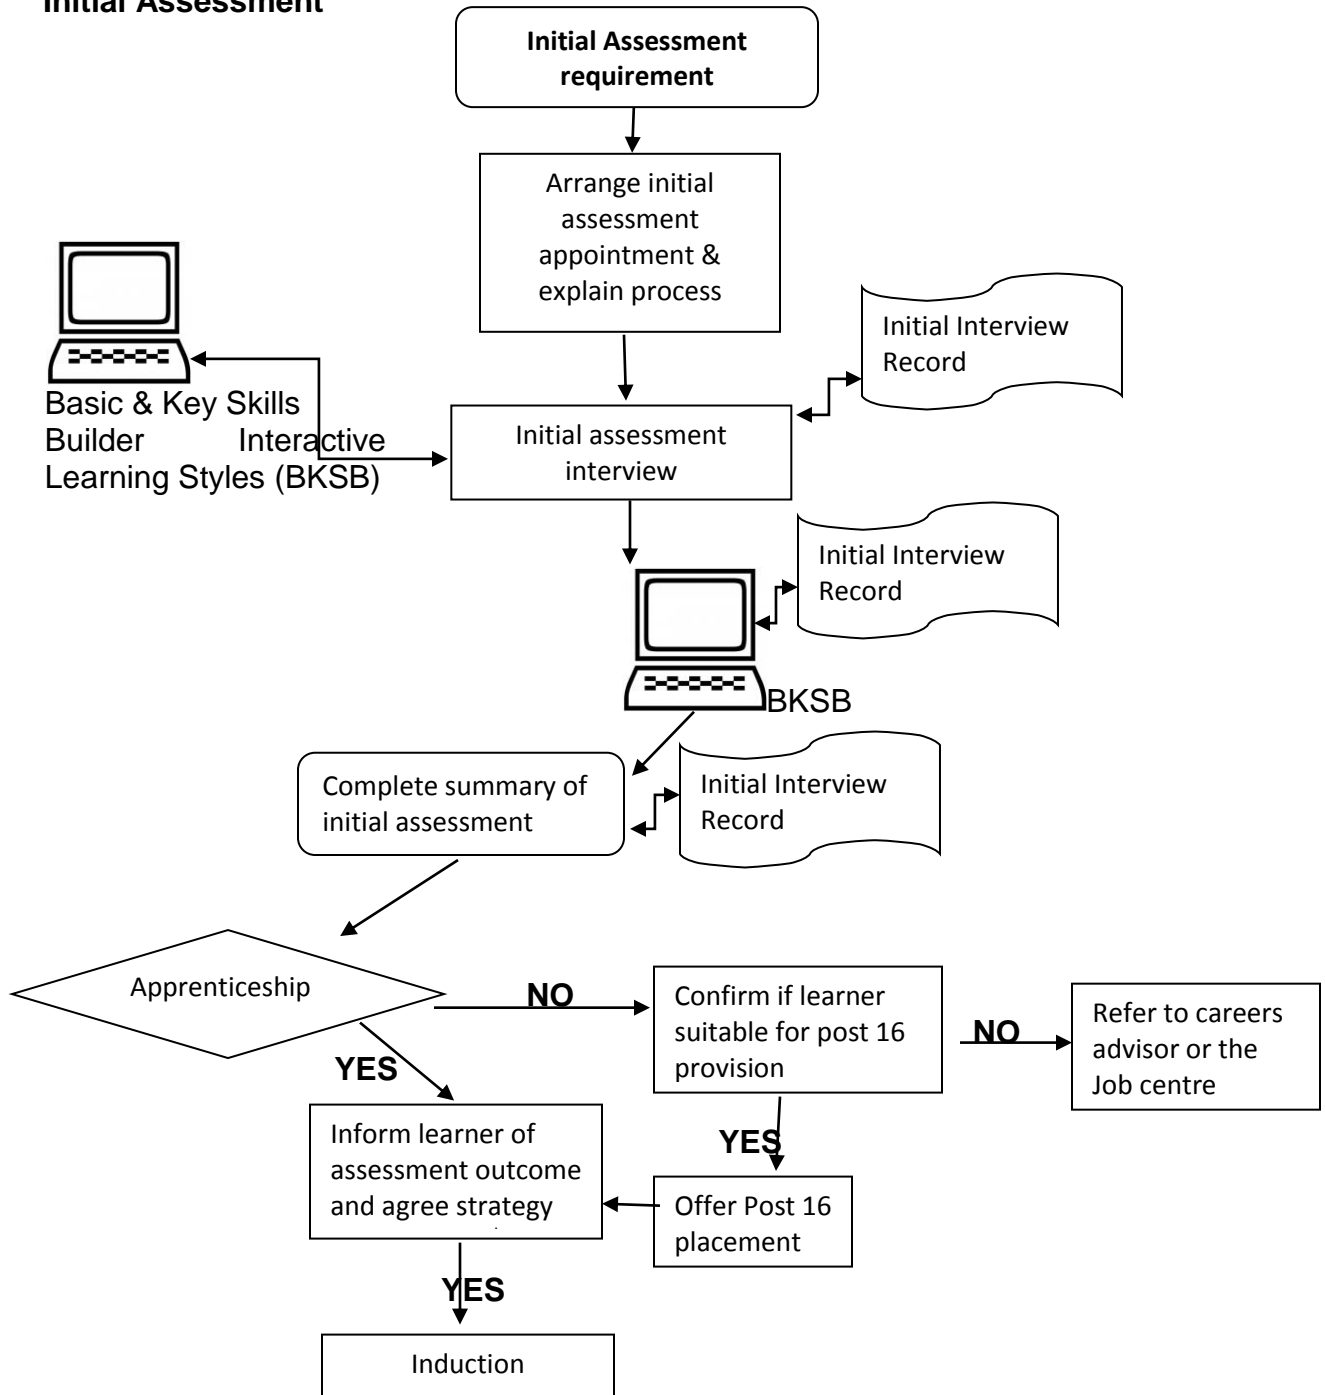 Initial Assessment
Initial Assessment
requirement
Arrange initial
assessment
appointment &
explain process
Initial Interview
Record
Basic & Key Skills
Builder Interactive
Learning Styles (BKSB)
Initial assessment
interview
Initial Interview
Record
BKSB
Complete summary of
initial assessment
Initial Interview
Record
Apprenticeship
NO
Confirm if learner
suitable for post 16
provision
NO
Refer to careers
advisor or the
Job centre
YES
Inform learner of
assessment outcome
and agree strategy
YES
Offer Post 16
placement
YES
Induction